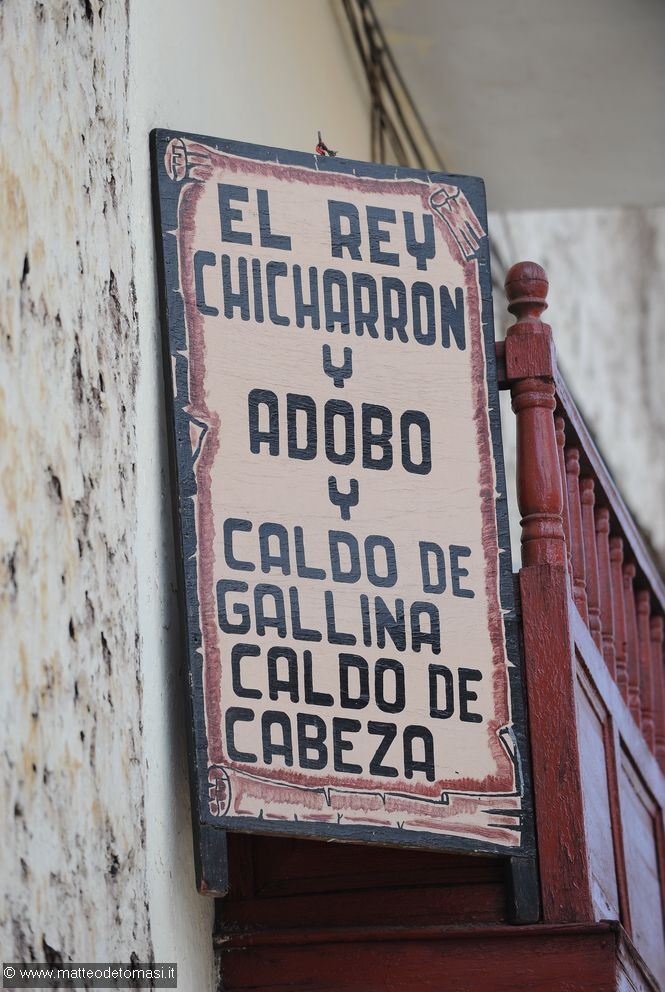 EL REY
CHICHARRON
Y
ADOBO
Y
CALDO DE
GALLINA
CALDO DE
CABEZA
© www.matteodetomasi.it